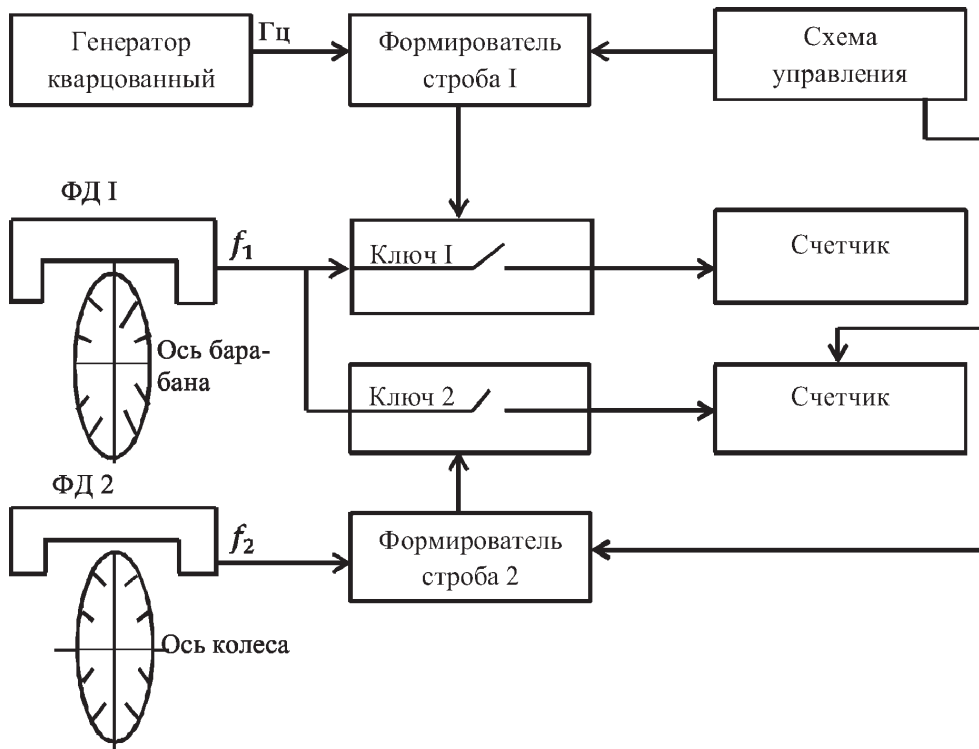 Генератор
кварцованный
Гц
Формирователь
строба I
Схема
управления
ФД I
f₁
Ключ I
Счетчик
Ось бара-
бана
Ключ 2
Счетчик
ФД 2
f₂
Формирователь
строба 2
Ось колеса